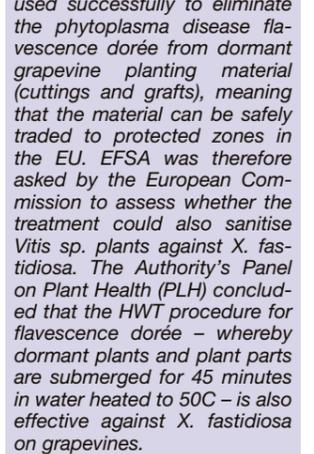 used successfully to eliminate
the phytoplasma disease fla-
vescence dorée from dormant
grapevine planting material
(cuttings and grafts), meaning
that the material can be safely
traded to protected zones in
the EU. EFSA was therefore
asked by the European Com-
mission to assess whether the
treatment could also sanitise
Vitis sp. plants against X. fas-
tidiosa. The Authority's Panel
on Plant Health (PLH) conclud-
ed that the HWT procedure for
flavescence dorée – whereby
dormant plants and plant parts
are submerged for 45 minutes
in water heated to 50C – is also
effective against X. fastidiosa
on grapevines.